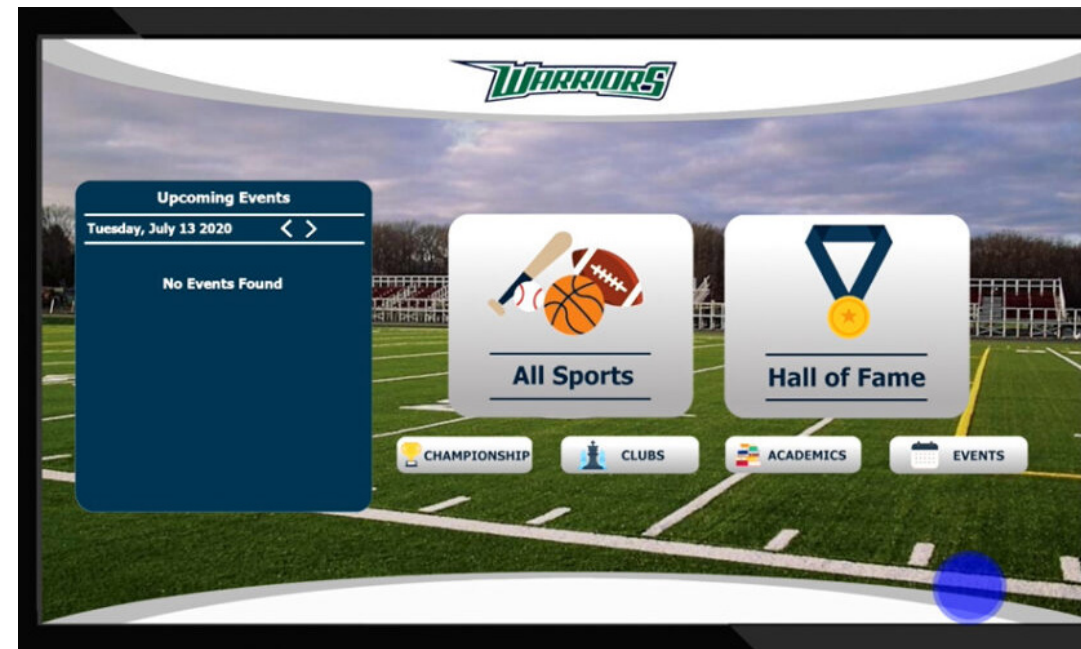 WARRIORS
Upcoming Events
Tuesday, July 13 2020 < >
No Events Found
All Sports
Hall of Fame
CHAMPIONSHIP
CLUBS
ACADEMICS
EVENTS